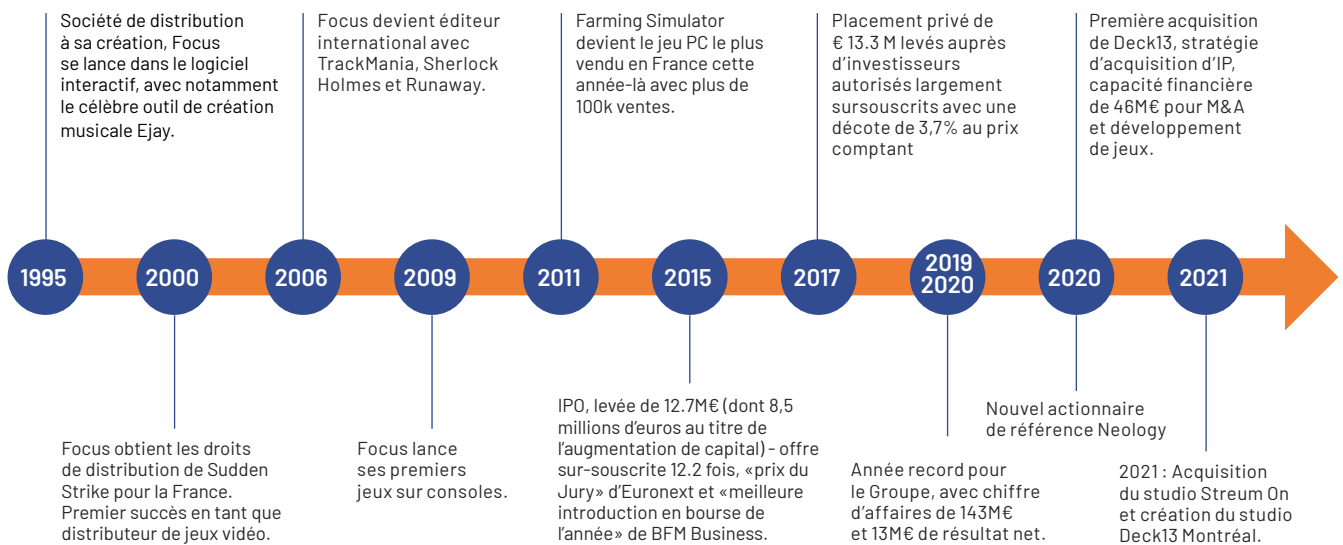 Société de distribution
à sa création, Focus
se lance dans le logiciel
interactif, avec notamment
le célèbre outil de création
musicale Ejay.
Focus devient éditeur
international avec
TrackMania, Sherlock
Holmes et Runaway.
Farming Simulator
devient le jeu PC le plus
vendu en France cette
année-là avec plus de
100k ventes.
Placement privé de
€ 13.3 M levés auprès
d'investisseurs
autorisés largement
sursouscrits avec une
décote de 3,7% au prix
comptant
Première acquisition
de Deck13, stratégie
d'acquisition d'IP,
capacité financière
de 46M€ pour M&A
et développement
de jeux.
1995
2000
2006
2009
2011
2015
2017
2019
2020
2020
2021
Focus obtient les droits
de distribution de Sudden
Strike pour la France.
Premier succès en tant que
distributeur de jeux vidéo.
Focus lance
ses premiers
jeux sur consoles.
IPO, levée de 12.7M€ (dont 8,5
millions d'euros au titre de
l'augmentation de capital) - offre
sur-souscrite 12.2 fois, «prix du
Jury» d'Euronext et «meilleure
introduction en bourse de
l'année» de BFM Business.
Année record pour
le Groupe, avec chiffre
d'affaires de 143M€
et 13M€ de résultat net.
Nouvel actionnaire
de référence Neology
2021 : Acquisition
du studio Streum On
et création du studio
Deck13 Montréal.